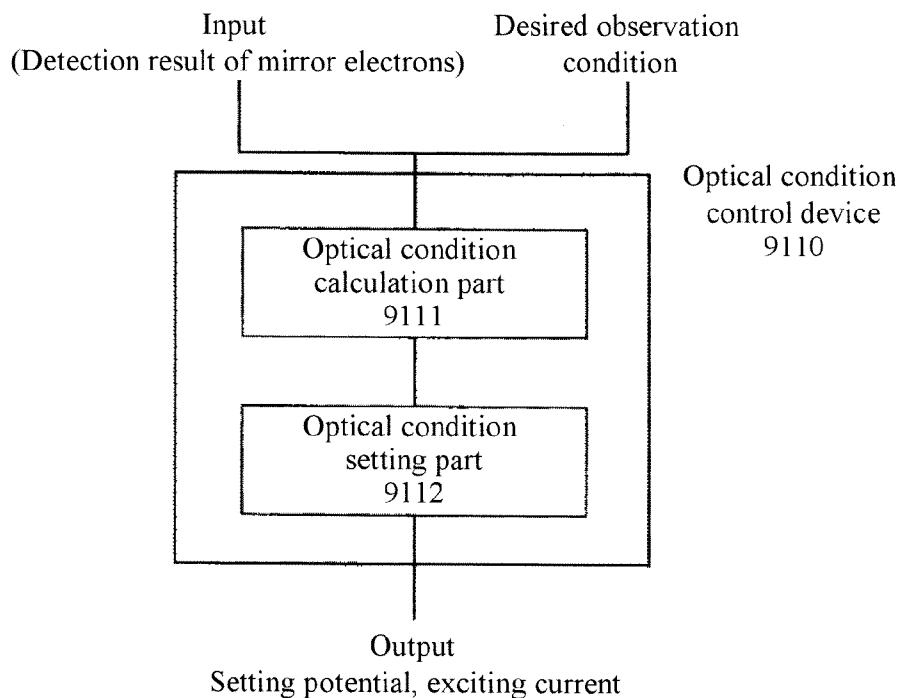 Input
(Detection result of mirror electrons)
Desired observation
condition
Optical condition
control device
9110
Optical condition
calculation part
9111
Optical condition
setting part
9112
Output
Setting potential, exciting current